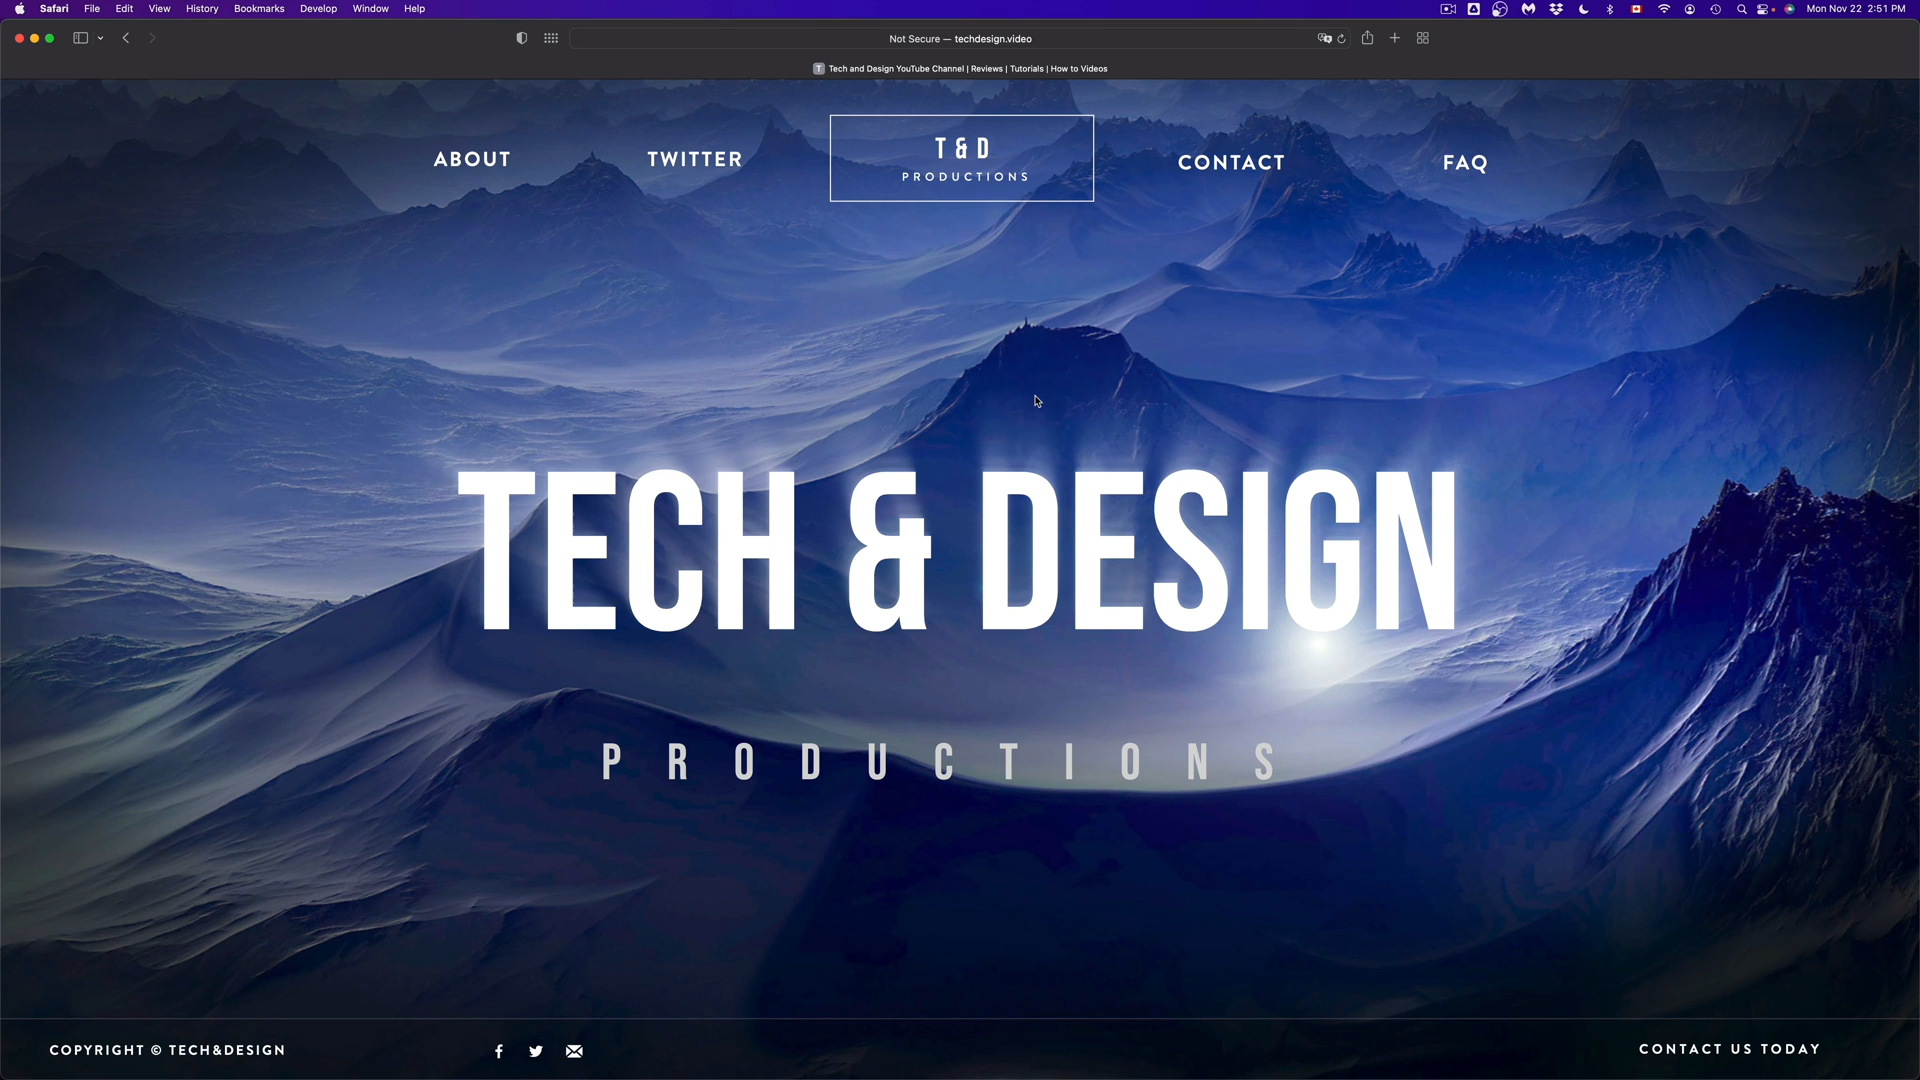 Safari File Edit View History Bookmarks Develop Window Help Mon Nov 22 2:51 PM
Not Secure — techdesign.video
T Tech and Design YouTube Channel | Reviews | Tutorials | How to Videos
ABOUT TWITTER T & D PRODUCTIONS CONTACT FAQ
TECH & DESIGN
PRODUCTIONS
COPYRIGHT © TECH&DESIGN
CONTACT US TODAY